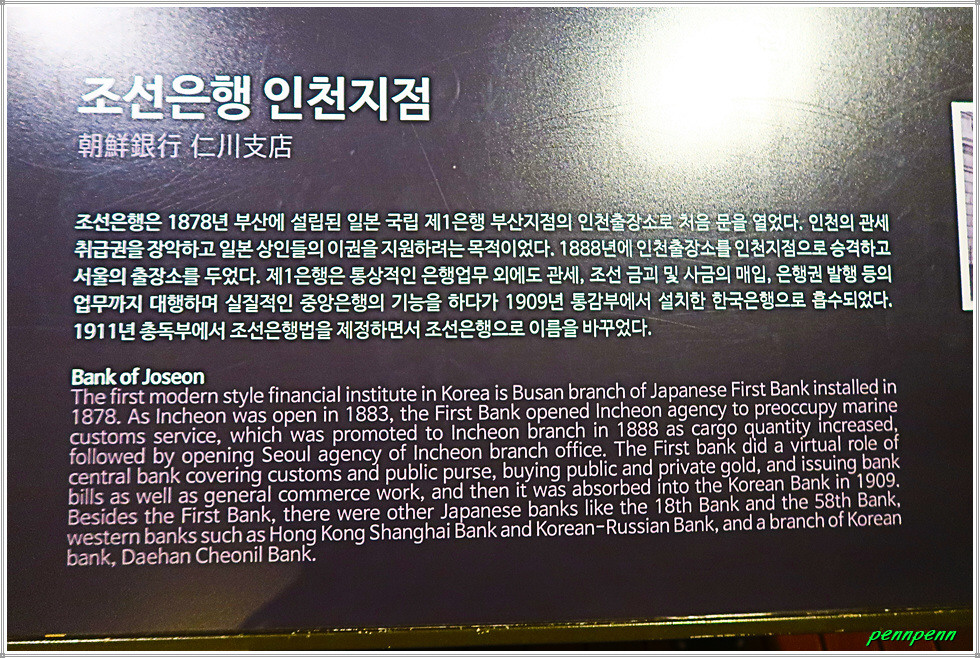 조선은행 인천지점
朝鮮銀行 仁川支店
조선은행은 1878년 부산에 설립된 일본 국립 제1은행 부산지점의 인천출장소로 처음 문을 열었다. 인천의 관세
취급권을 장악하고 일본 상인들의 이권을 지원하려는 목적이었다. 1888년에 인천출장소를 인천지점으로 승격하고
서울의 출장소를 두었다. 제1은행은 통상적인 은행업무 외에도 관세, 조선 금괴 및 사금의 매입, 은행권 발행 등의
업무까지 대행하며 실질적인 중앙은행의 기능을 하다가 1909년 통감부에서 설치한 한국은행으로 흡수되었다.
1911년 총독부에서 조선은행법을 제정하면서 조선은행으로 이름을 바꾸었다.
Bank of Joseon
The first modern style financial institute in Korea is Busan branch of Japanese First Bank installed in
1878. As Incheon was open in 1883, the First Bank opened Incheon agency to preoccupy marine
customs service, which was promoted to Incheon branch in 1888 as cargo quantity increased,
followed by opening Seoul agency of Incheon branch office. The First bank did a virtual role of
central bank covering customs and public purse, buying public and private gold, and issuing bank
bills as well as general commerce work, and then it was absorbed into the Korean Bank in 1909.
Besides the First Bank, there were other Japanese banks like the 18th Bank and the 58th Bank,
western banks such as Hong Kong Shanghai Bank and Korean-Russian Bank, and a branch of Korean
bank, Daehan Cheonil Bank.
pennpenn